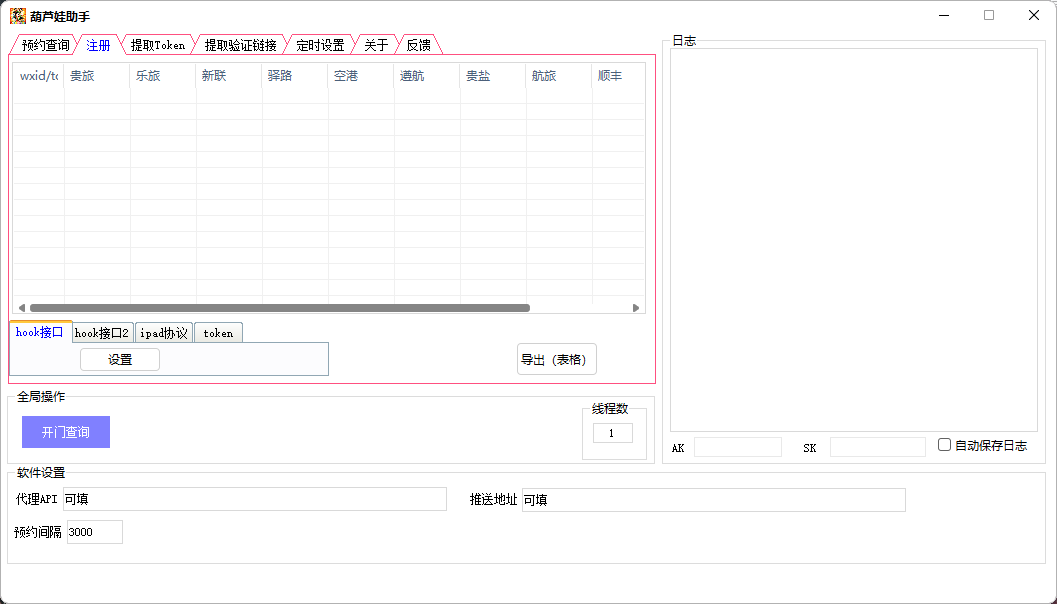 葫芦娃助手
预约查询 注册 提取Token 提取验证链接 定时设置 关于 反馈
wxid/tc 贵旅 乐旅 新联 驿路 空港 遵航 贵盐 航旅 顺丰
hook接口 hook接口2 ipad协议 token
设置
导出（表格）
日志
AK SK 自动保存日志
全局操作
开门查询
线程数
1
软件设置
代理API 可填 推送地址 可填
预约间隔 3000